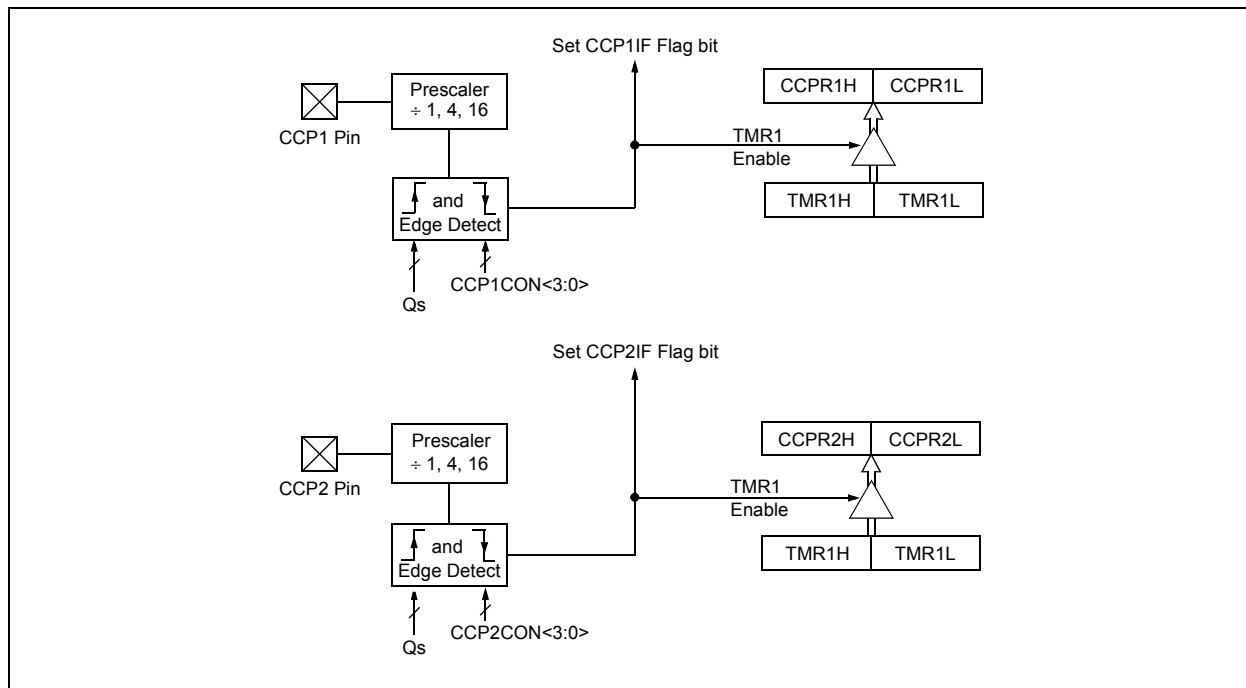 Set CCP1IF Flag bit
CCPR1H CCPR1L
Prescaler
÷ 1, 4, 16
CCP1 Pin
TMR1
Enable
and
Edge Detect
TMR1H TMR1L
CCP1CON<3:0>
Qs
Set CCP2IF Flag bit
CCPR2H CCPR2L
Prescaler
÷ 1, 4, 16
CCP2 Pin
TMR1
Enable
and
Edge Detect
TMR1H TMR1L
CCP2CON<3:0>
Qs